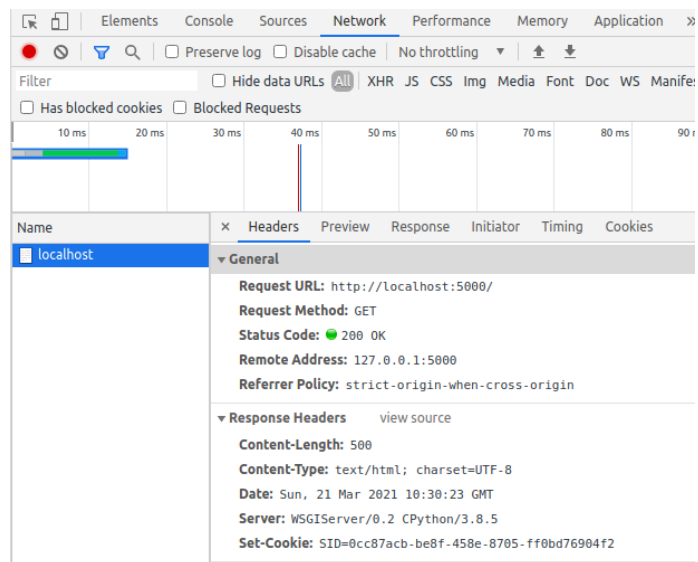 Elements Console Sources Network Performance Memory Application »
Preserve log Disable cache No throttling ▼
Filter Hide data URLs All XHR JS CSS Img Media Font Doc WS Manifes
Has blocked cookies Blocked Requests
10 ms 20 ms 30 ms 40 ms 50 ms 60 ms 70 ms 80 ms 90 r
Name × Headers Preview Response Initiator Timing Cookies
localhost
▼ General
Request URL: http://localhost:5000/
Request Method: GET
Status Code: 200 OK
Remote Address: 127.0.0.1:5000
Referrer Policy: strict-origin-when-cross-origin
▼ Response Headers view source
Content-Length: 500
Content-Type: text/html; charset=UTF-8
Date: Sun, 21 Mar 2021 10:30:23 GMT
Server: WSGIServer/0.2 CPython/3.8.5
Set-Cookie: SID=0cc87acb-be8f-458e-8705-ff0bd76904f2